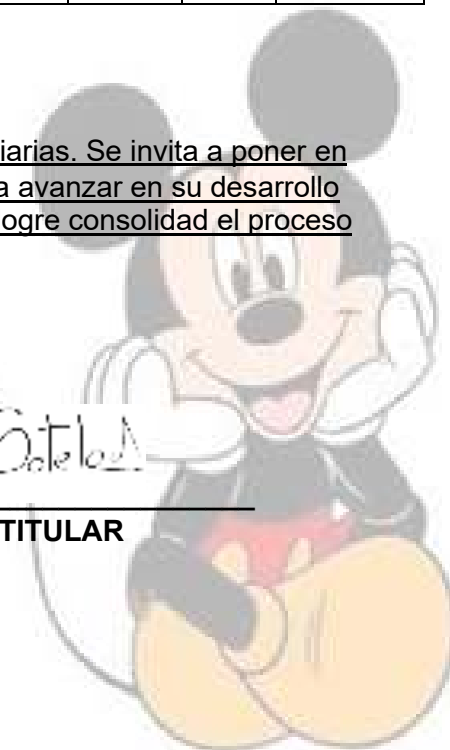 iarias. Se invita a poner en
a avanzar en su desarrollo
ogre consolidad el proceso
TITULAR